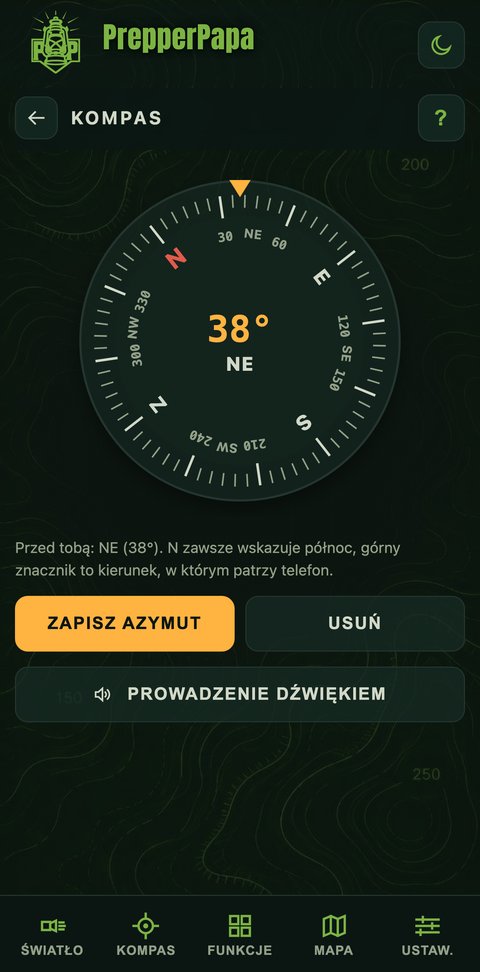 PrepperPapa
KOMPAS
?
200
N
30
NE
60
E
120
SE
150
S
210
SW
240
Z
300
NW
330
38°
NE
Przed tobą: NE (38°). N zawsze wskazuje północ, górny
znacznik to kierunek, w którym patrzy telefon.
ZAPISZ AZYMUT
USUŃ
150
PROWADZENIE DŹWIĘKIEM
250
ŚWIATŁO
KOMPAS
FUNKCJE
MAPA
USTAW.